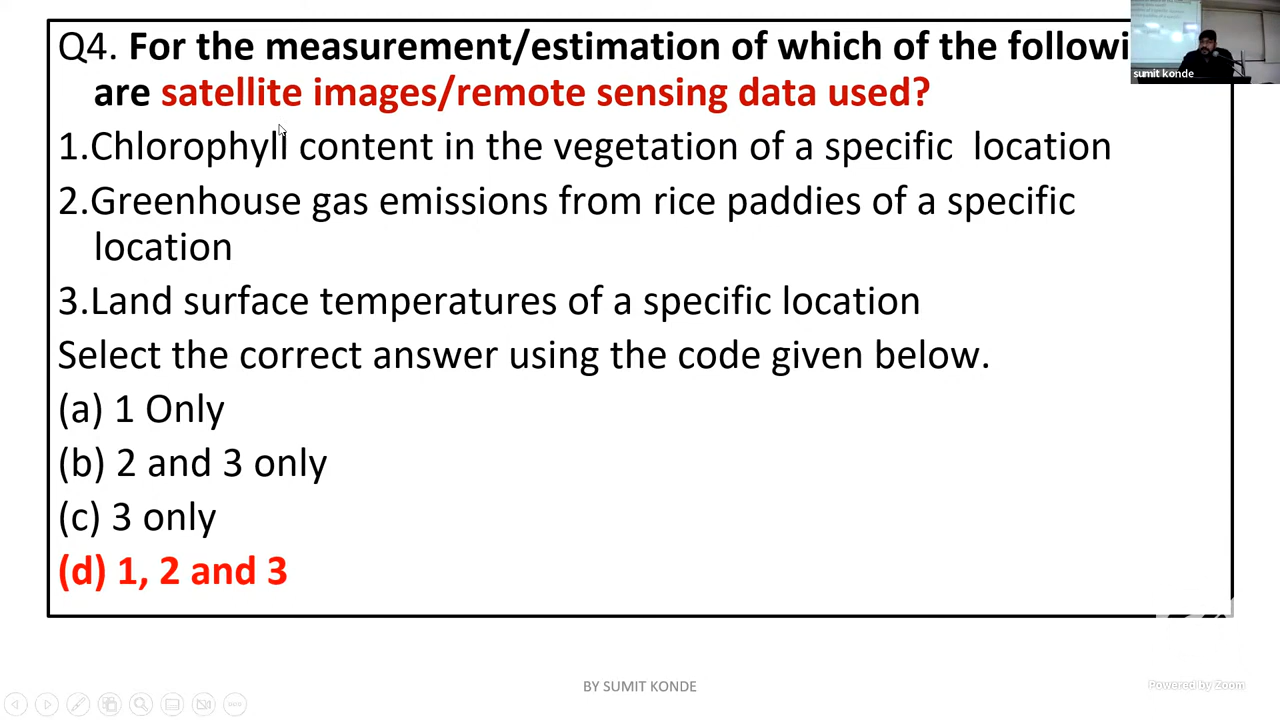 Q4. For the measurement/estimation of which of the followi
sumit konde
are satellite images/remote sensing data used?
1.Chlorophyll content in the vegetation of a specific location
2.Greenhouse gas emissions from rice paddies of a specific
location
3.Land surface temperatures of a specific location
Select the correct answer using the code given below.
(a) 1 Only
(b) 2 and 3 only
(c) 3 only
(d) 1, 2 and 3
BY SUMIT KONDE
Powered by Zoom